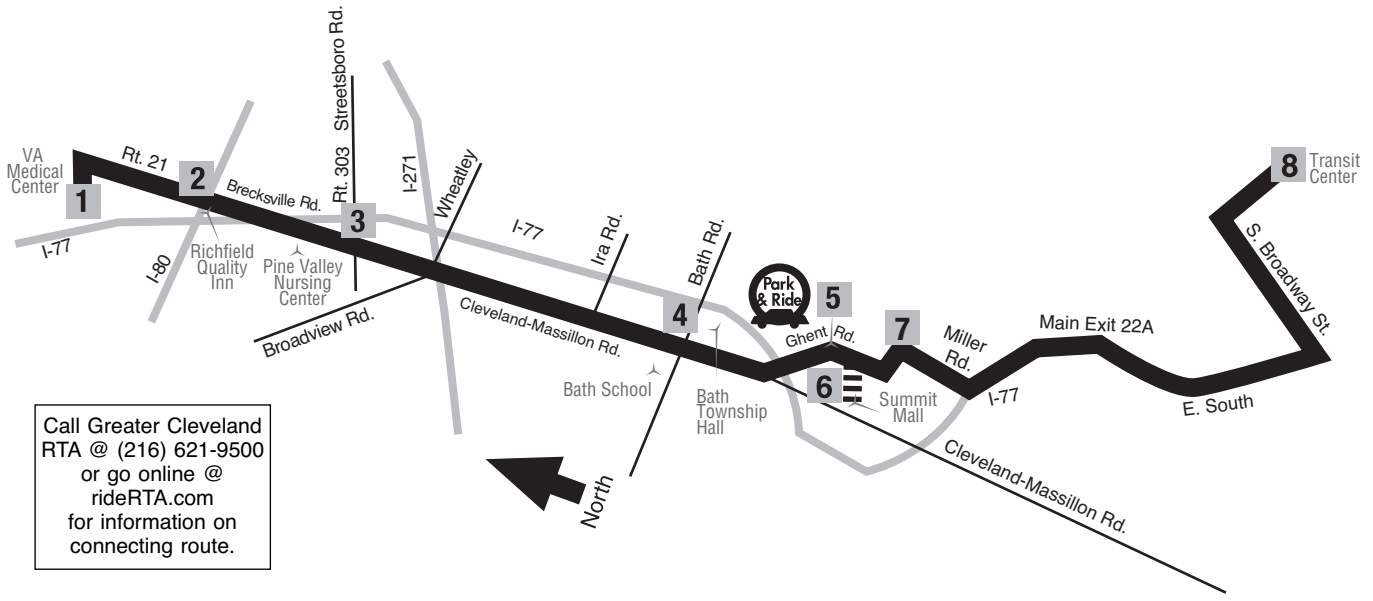 VA
Medical
Center
1
Rt. 21
2
Brecksville Rd.
Rt. 303 Streetsboro Rd.
3
I-271
Wheatley
I-77
I-80
Richfield
Quality
Inn
Pine Valley
Nursing
Center
Broadview Rd.
I-77
Ira Rd.
Bath Rd.
4
Cleveland-Massillon Rd.
Bath School
Bath
Township
Hall
Park
& Ride
5
Ghent Rd.
6
7
Summit
Mall
Miller
Rd.
I-77
Main Exit 22A
E. South
S. Broadway St.
8
Transit
Center
Cleveland-Massillon Rd.
North
Call Greater Cleveland
RTA @ (216) 621-9500
or go online @
rideRTA.com
for information on
connecting route.